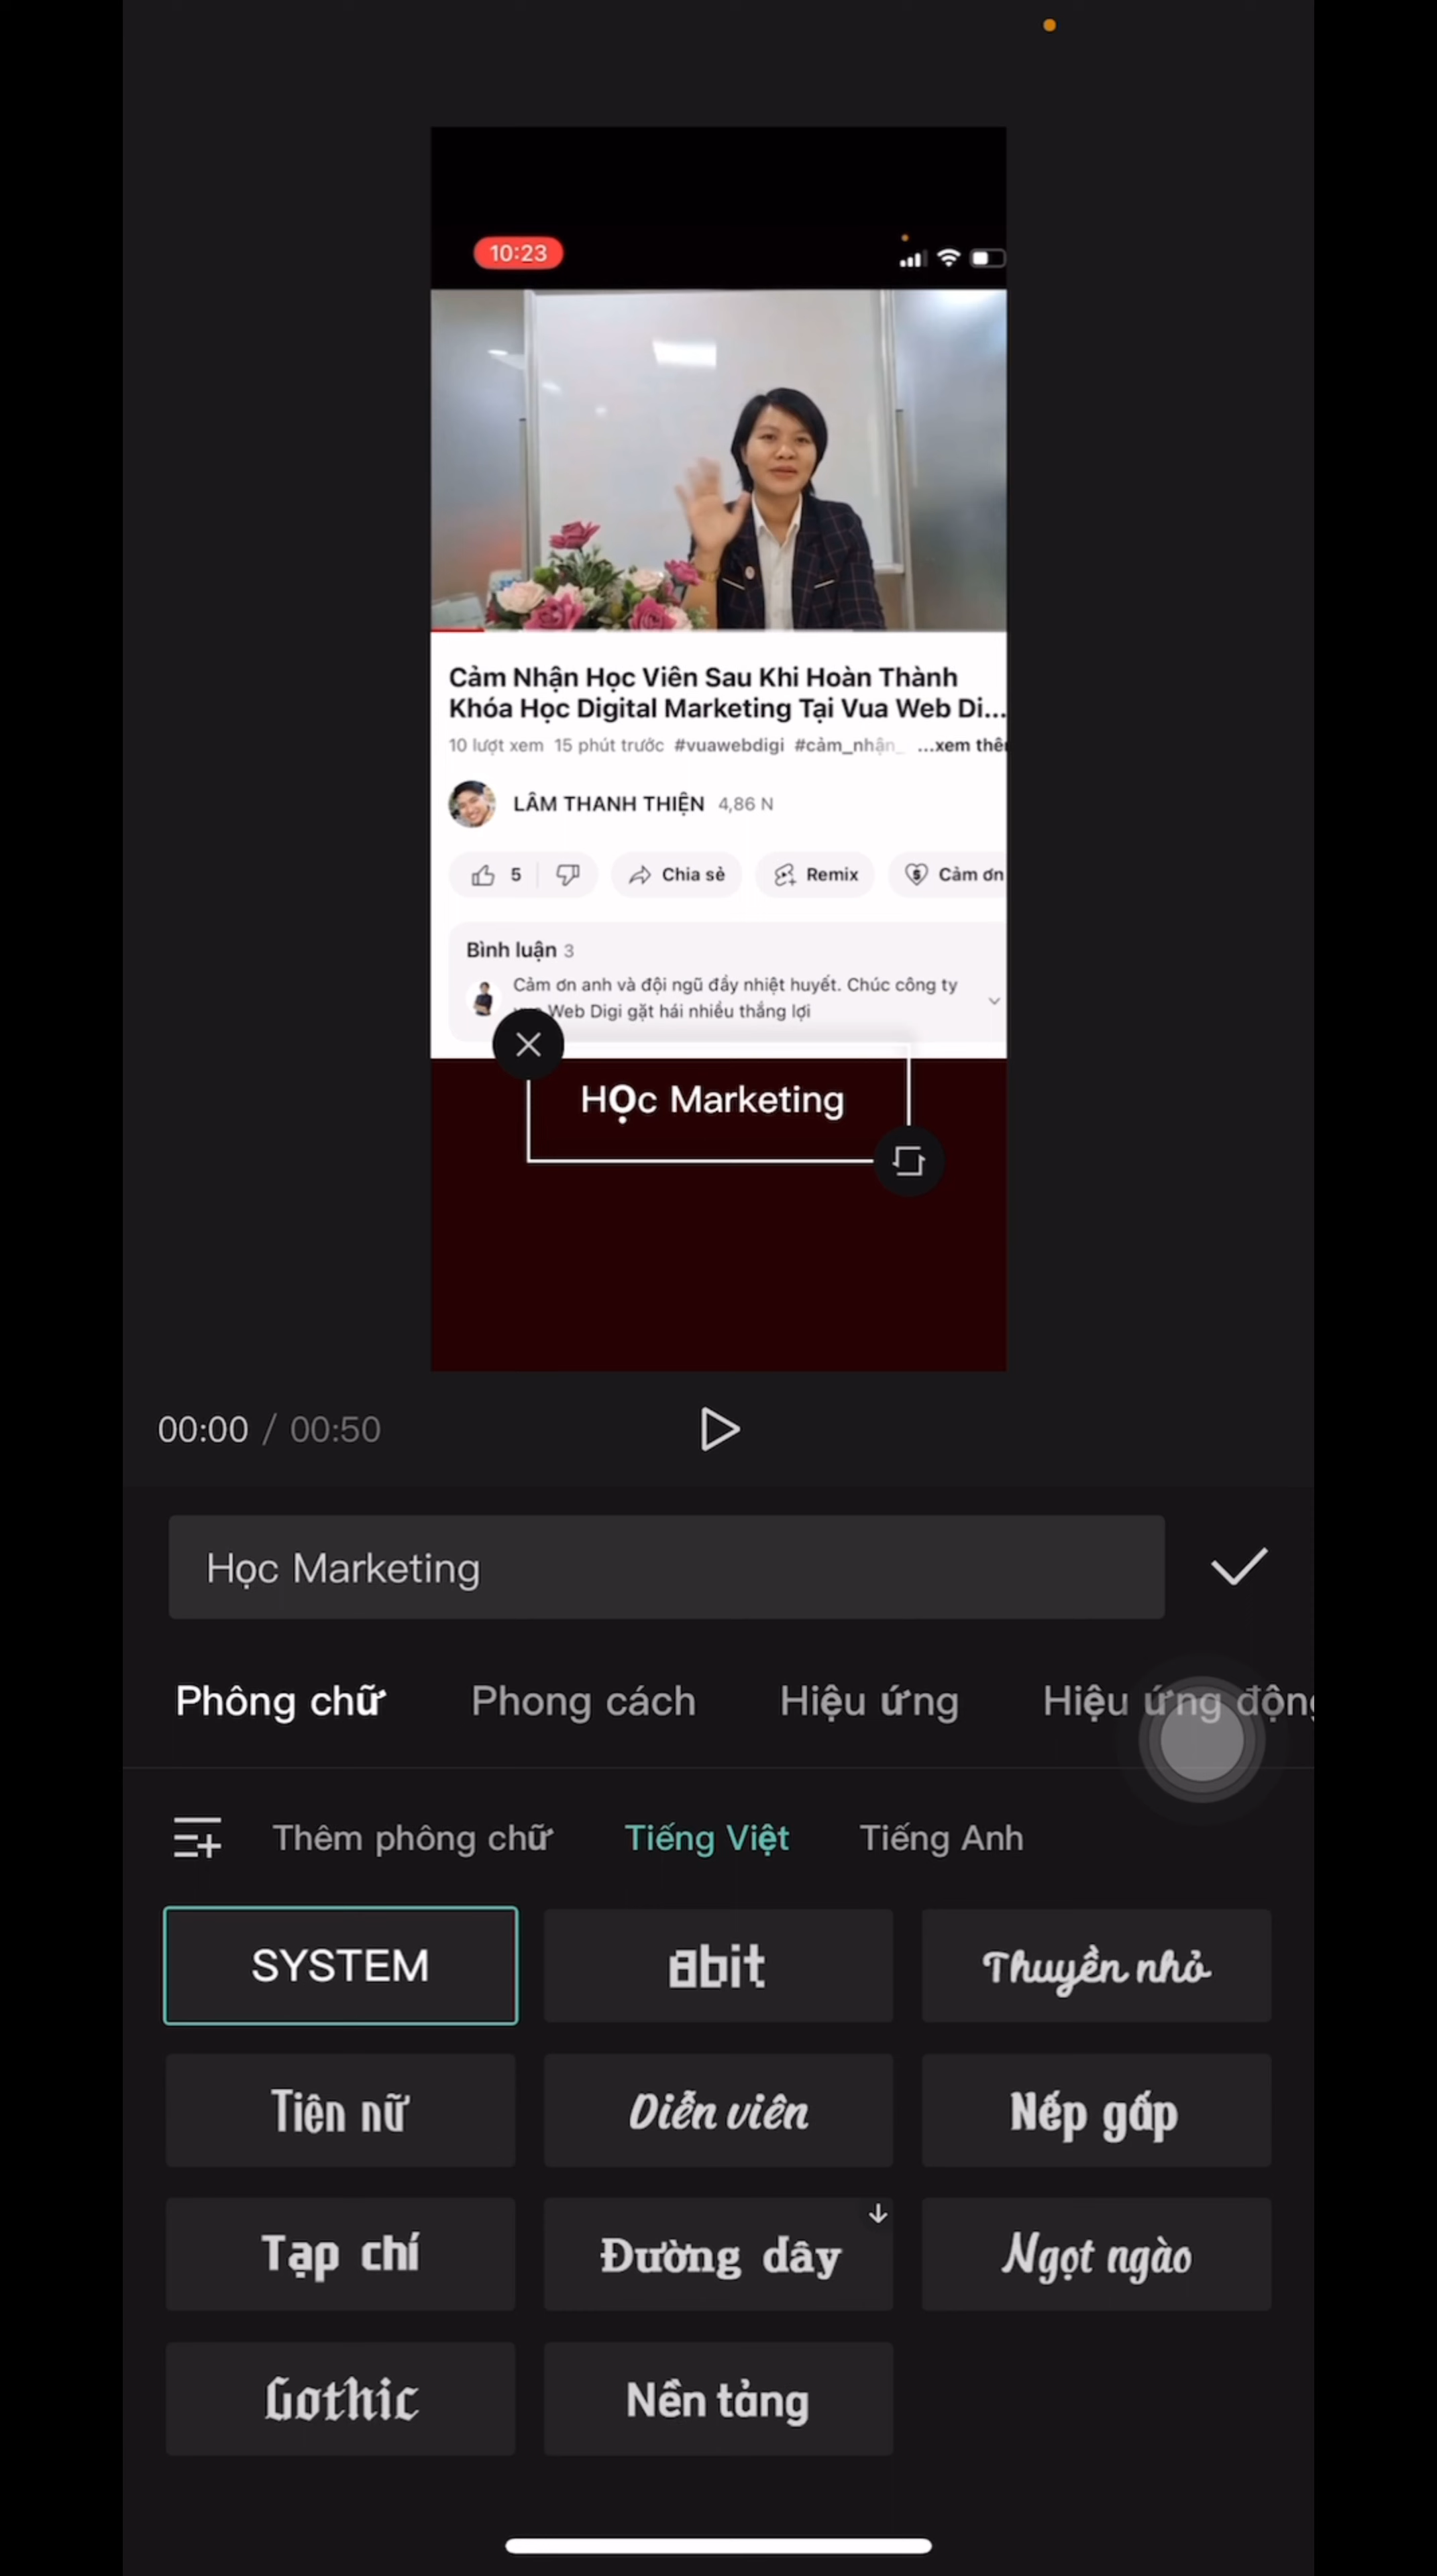 10:23
Cảm Nhận Học Viên Sau Khi Hoàn Thành
Khóa Học Digital Marketing Tại Vua Web Di...
10 lượt xem 15 phút trước #vuawebdigi #cảm_nhận_ ...xem thê
LÂM THANH THIỆN 4,86 N
5 Chia sẻ Remix Cảm ơn
Bình luận 3
Cảm ơn anh và đội ngũ đầy nhiệt huyết. Chúc công ty
Web Digi gặt hái nhiều thắng lợi
HỌc Marketing
00:00 / 00:50
Học Marketing
Phông chữ Phong cách Hiệu ứng Hiệu ứng động
Thêm phông chữ Tiếng Việt Tiếng Anh
SYSTEM 8bit Thuyền nhỏ
Tiên nữ Diễn viên Nếp gấp
Tạp chí Đường dây Ngọt ngào
Gothic Nền tảng